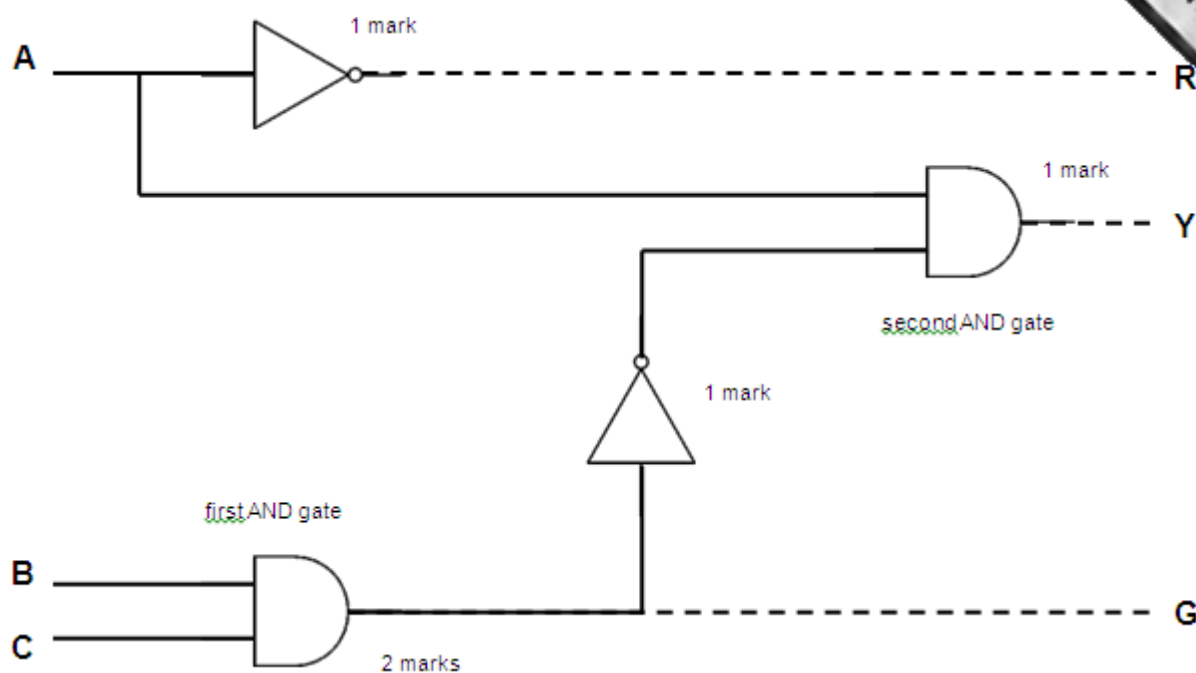 1 mark
A
R
1 mark
Y
second AND gate
1 mark
first AND gate
B
G
C
2 marks